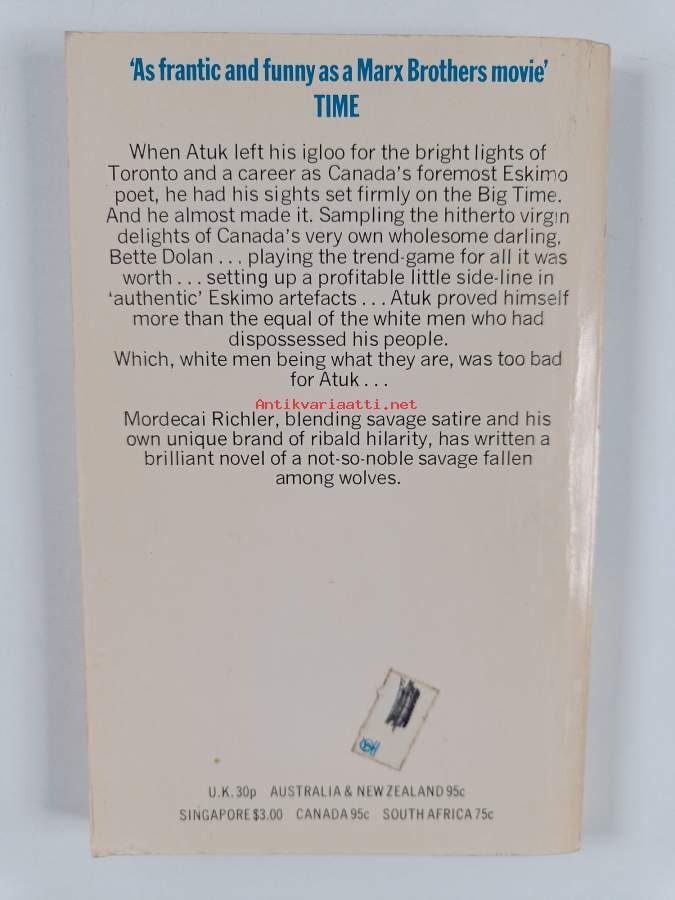 ‘As frantic and funny as a Marx Brothers movie’
TIME
When Atuk left his igloo for the bright lights of
Toronto and a career as Canada's foremost Eskimo
poet, he had his sights set firmly on the Big Time.
And he almost made it. Sampling the hitherto virgin
delights of Canada's very own wholesome darling,
Bette Dolan . . . playing the trend-game for all it was
worth . . . setting up a profitable little side-line in
‘authentic’ Eskimo artefacts . . . Atuk proved himself
more than the equal of the white men who had
dispossessed his people.
Which, white men being what they are, was too bad
for Atuk . . .
Antikvariaatti.net
Mordecai Richler, blending savage satire and his
own unique brand of ribald hilarity, has written a
brilliant novel of a not-so-noble savage fallen
among wolves.
U.K. 30p AUSTRALIA & NEW ZEALAND 95c
SINGAPORE $3.00 CANADA 95c SOUTH AFRICA 75c